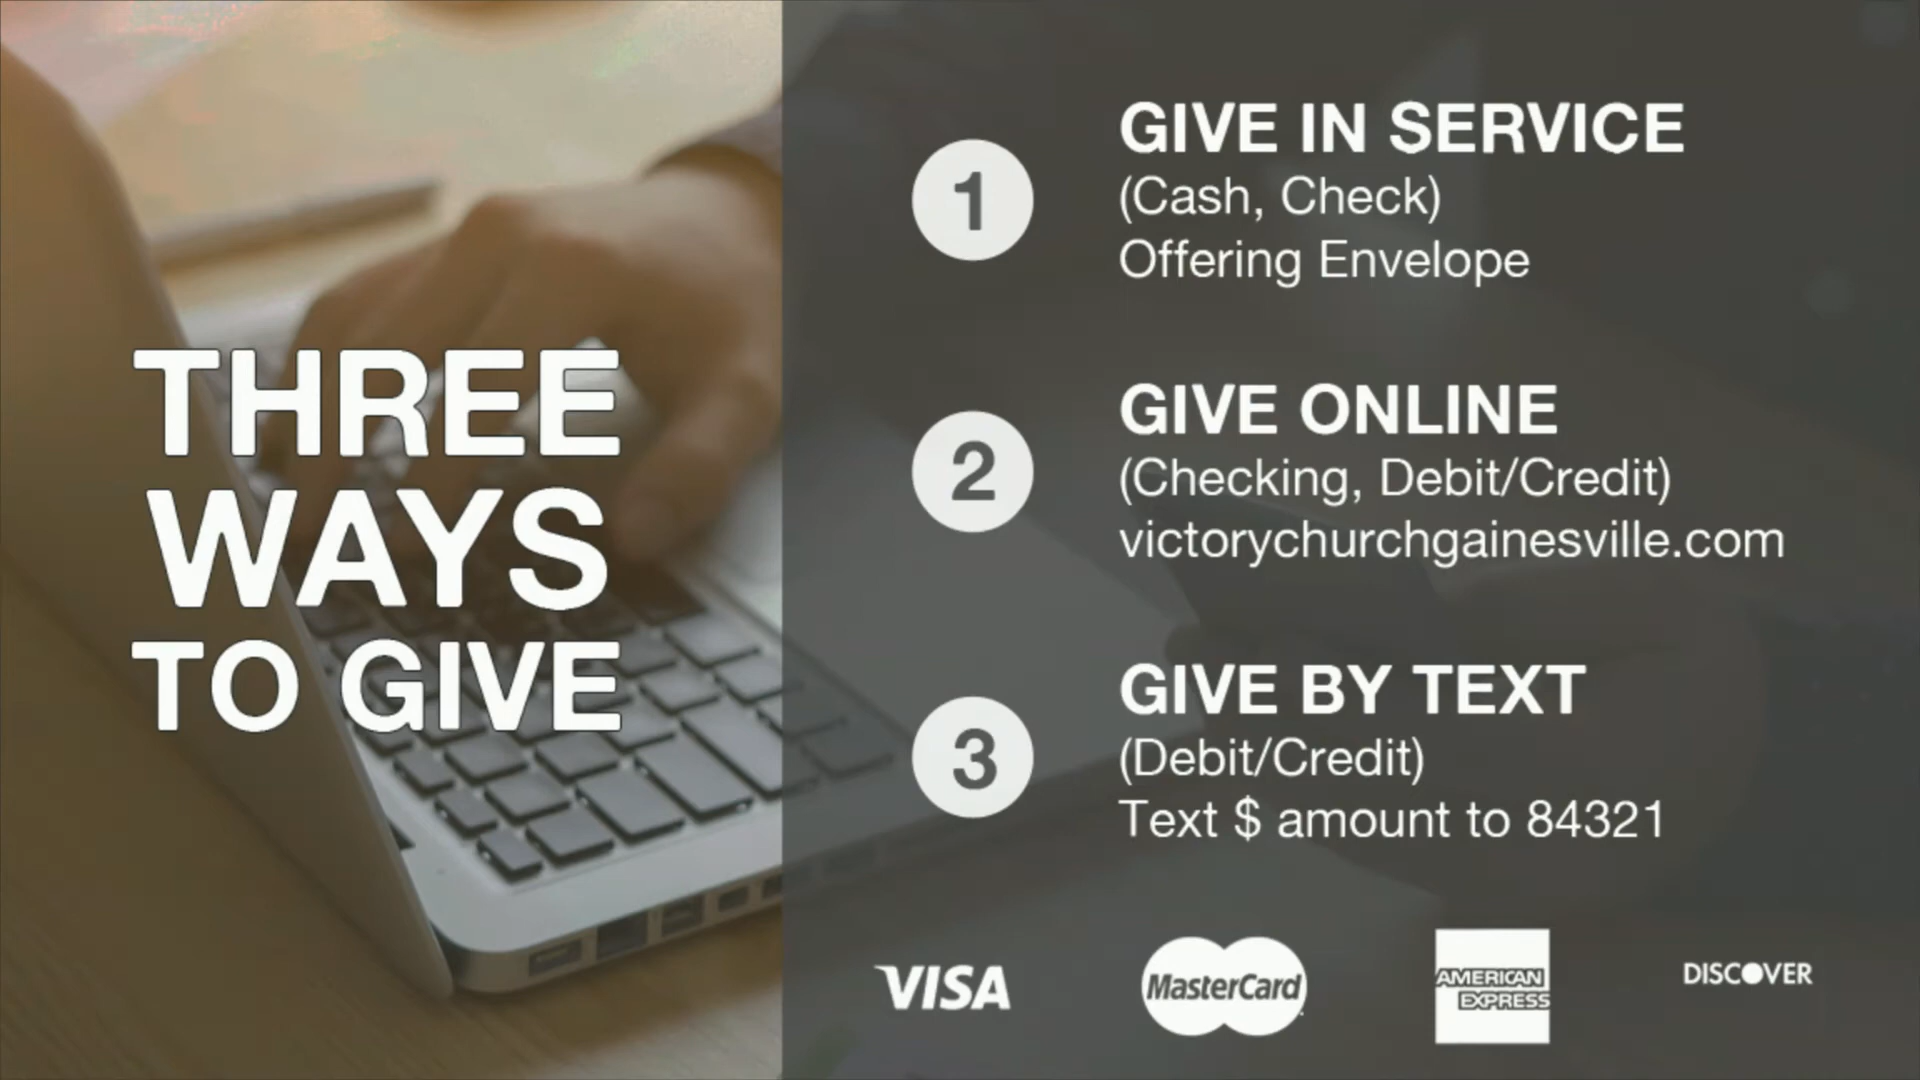 THREE
WAYS
TO GIVE
1
GIVE IN SERVICE
(Cash, Check)
Offering Envelope
2
GIVE ONLINE
(Checking, Debit/Credit)
victorychurchgainesville.com
3
GIVE BY TEXT
(Debit/Credit)
Text $ amount to 84321
VISA
MasterCard
AMERICAN
EXPRESS
DISCOVER